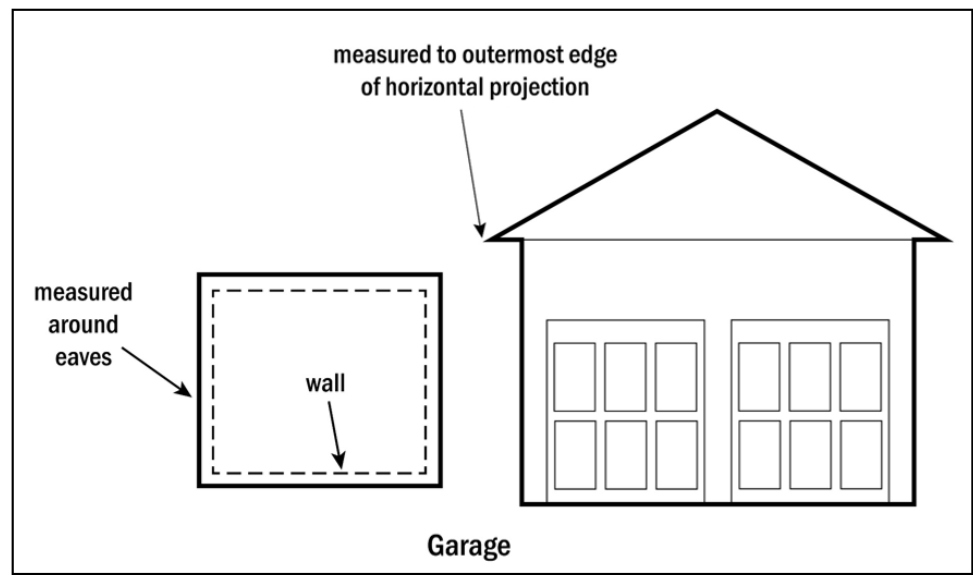 measured to outermost edge
of horizontal projection
measured
around
eaves
wall
Garage